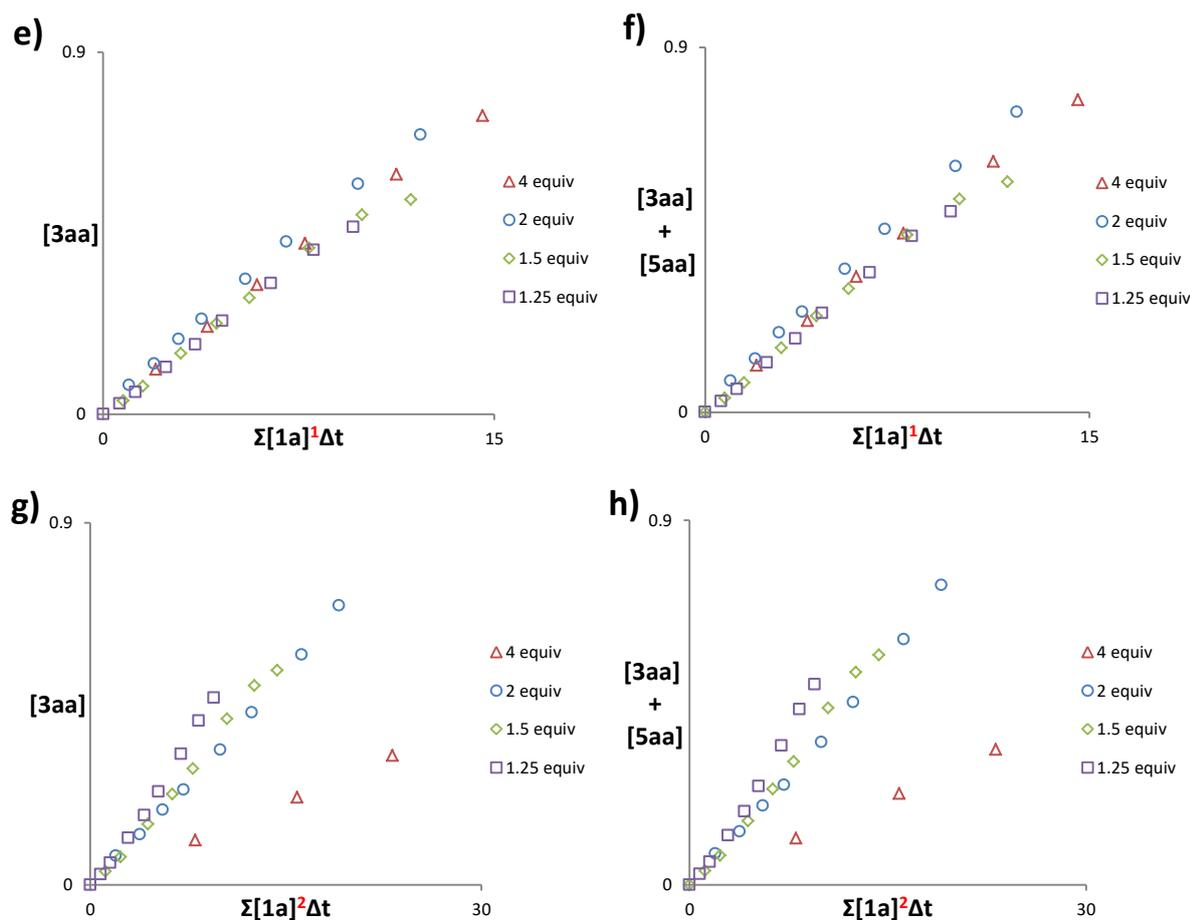 e)
0.9
[3aa]
0
0
Σ[1a]¹Δt
15
4 equiv
2 equiv
1.5 equiv
1.25 equiv
f)
0.9
[3aa]
+
[5aa]
0
0
Σ[1a]¹Δt
15
4 equiv
2 equiv
1.5 equiv
1.25 equiv
g)
0.9
[3aa]
0
0
Σ[1a]²Δt
30
4 equiv
2 equiv
1.5 equiv
1.25 equiv
h)
0.9
[3aa]
+
[5aa]
0
0
Σ[1a]²Δt
30
4 equiv
2 equiv
1.5 equiv
1.25 equiv